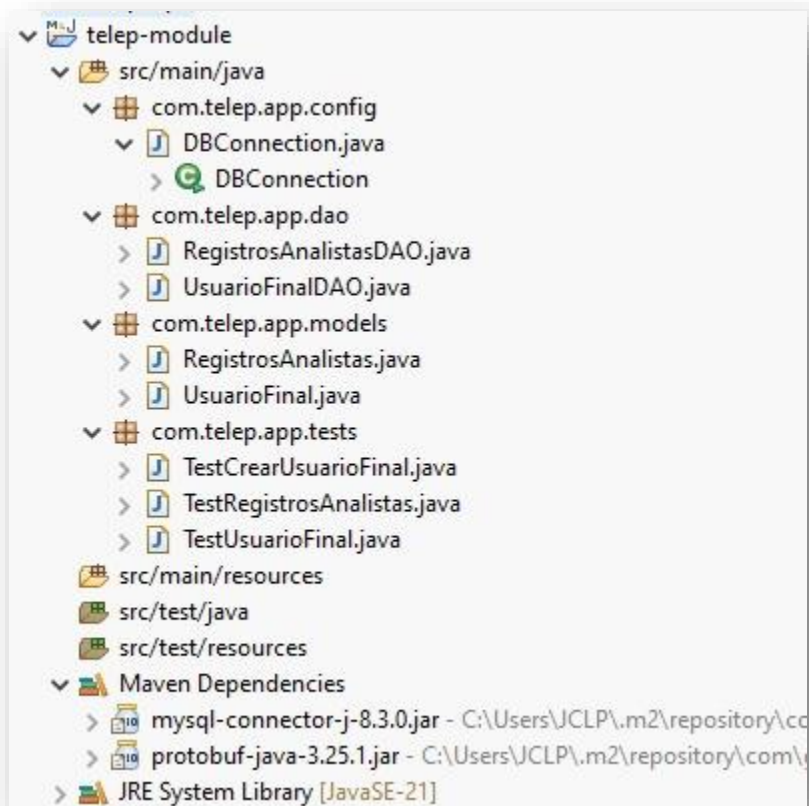 telep-module
src/main/java
com.telep.app.config
DBConnection.java
DBConnection
com.telep.app.dao
RegistrosAnalistasDAO.java
UsuarioFinalDAO.java
com.telep.app.models
RegistrosAnalistas.java
UsuarioFinal.java
com.telep.app.tests
TestCrearUsuarioFinal.java
TestRegistrosAnalistas.java
TestUsuarioFinal.java
src/main/resources
src/test/java
src/test/resources
Maven Dependencies
mysql-connector-j-8.3.0.jar - C:\Users\JCLP\.m2\repository\co
protobuf-java-3.25.1.jar - C:\Users\JCLP\.m2\repository\com\
JRE System Library [JavaSE-21]